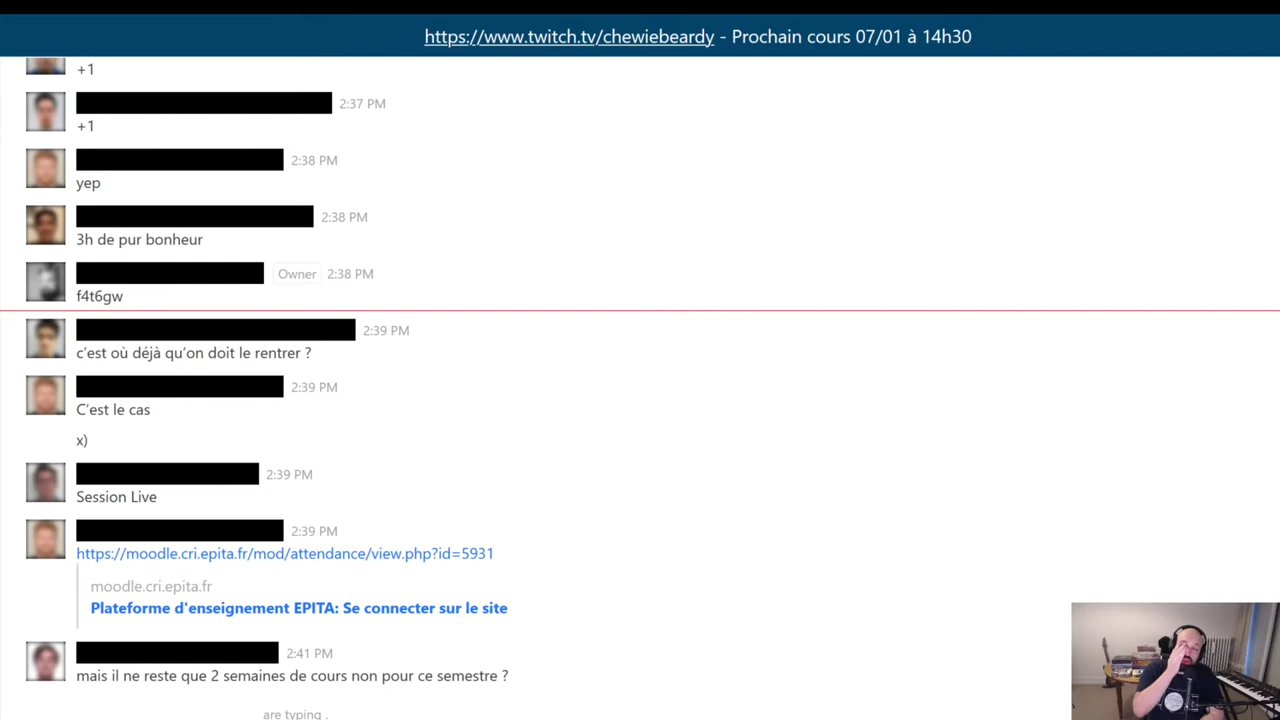 https://www.twitch.tv/chewiebeardy - Prochain cours 07/01 à 14h30
+1
2:37 PM
+1
2:38 PM
yep
2:38 PM
3h de pur bonheur
Owner 2:38 PM
f4t6gw
2:39 PM
c'est où déjà qu'on doit le rentrer ?
2:39 PM
C'est le cas
x)
2:39 PM
Session Live
2:39 PM
https://moodle.cri.epita.fr/mod/attendance/view.php?id=5931
moodle.cri.epita.fr
Plateforme d'enseignement EPITA: Se connecter sur le site
2:41 PM
mais il ne reste que 2 semaines de cours non pour ce semestre ?
are typing .